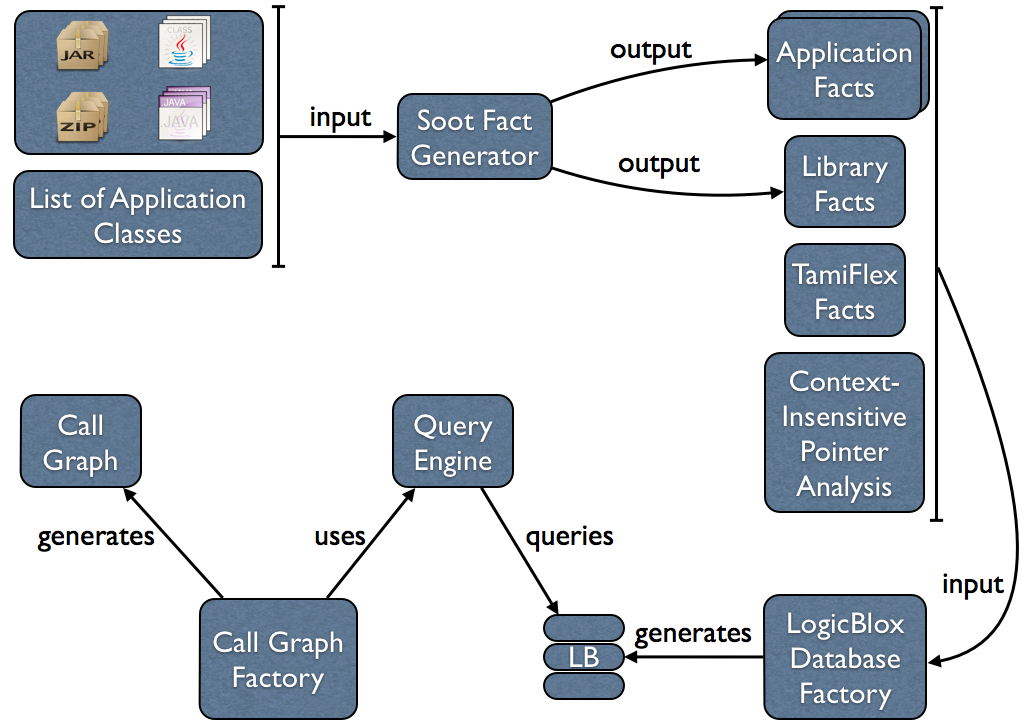 JAR
CLASS
ZIP
JAVA
JAVA
List of Application
Classes
input
Soot Fact
Generator
output
output
Application
Facts
Library
Facts
TamiFlex
Facts
Context-
Insensitive
Pointer
Analysis
input
Call
Graph
Query
Engine
generates
uses
queries
Call Graph
Factory
LB
generates
LogicBlox
Database
Factory